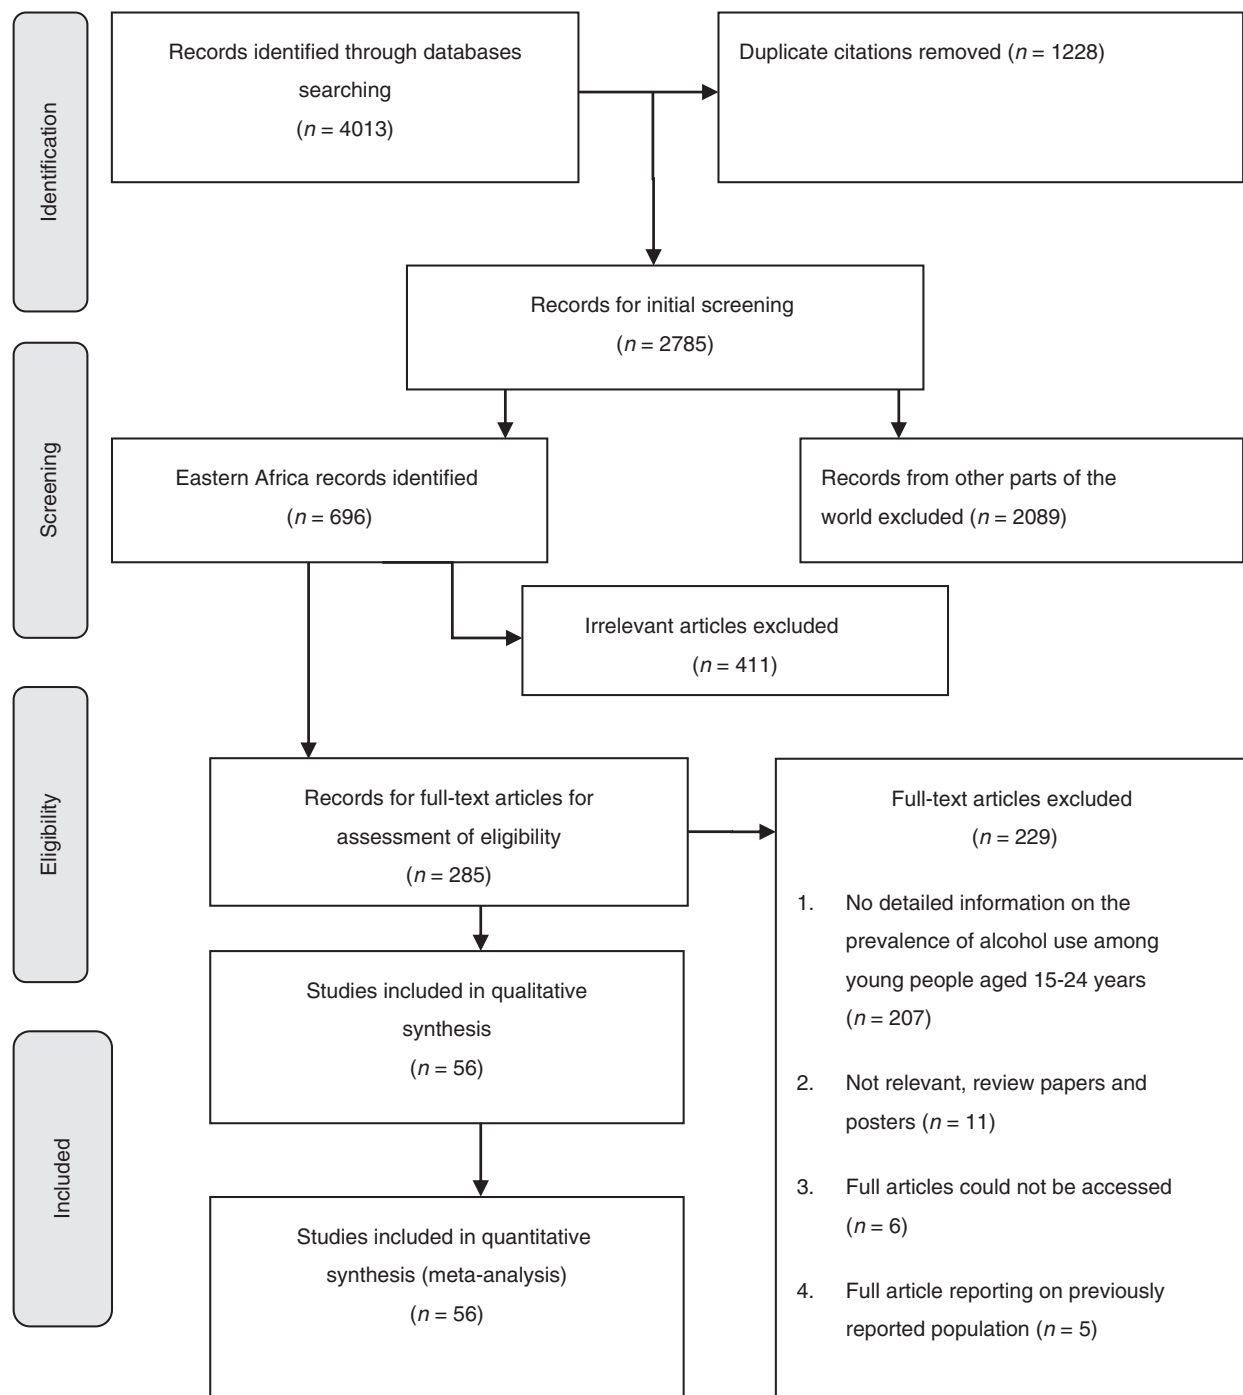 Identification
Records identified through databases
searching
(n = 4013)
Duplicate citations removed (n = 1228)
Records for initial screening
(n = 2785)
Screening
Eastern Africa records identified
(n = 696)
Records from other parts of the
world excluded (n = 2089)
Irrelevant articles excluded
(n = 411)
Eligibility
Records for full-text articles for
assessment of eligibility
(n = 285)
Full-text articles excluded
(n = 229)
1. No detailed information on the
prevalence of alcohol use among
young people aged 15-24 years
(n = 207)
2. Not relevant, review papers and
posters (n = 11)
3. Full articles could not be accessed
(n = 6)
4. Full article reporting on previously
reported population (n = 5)
Studies included in qualitative
synthesis
(n = 56)
Included
Studies included in quantitative
synthesis (meta-analysis)
(n = 56)